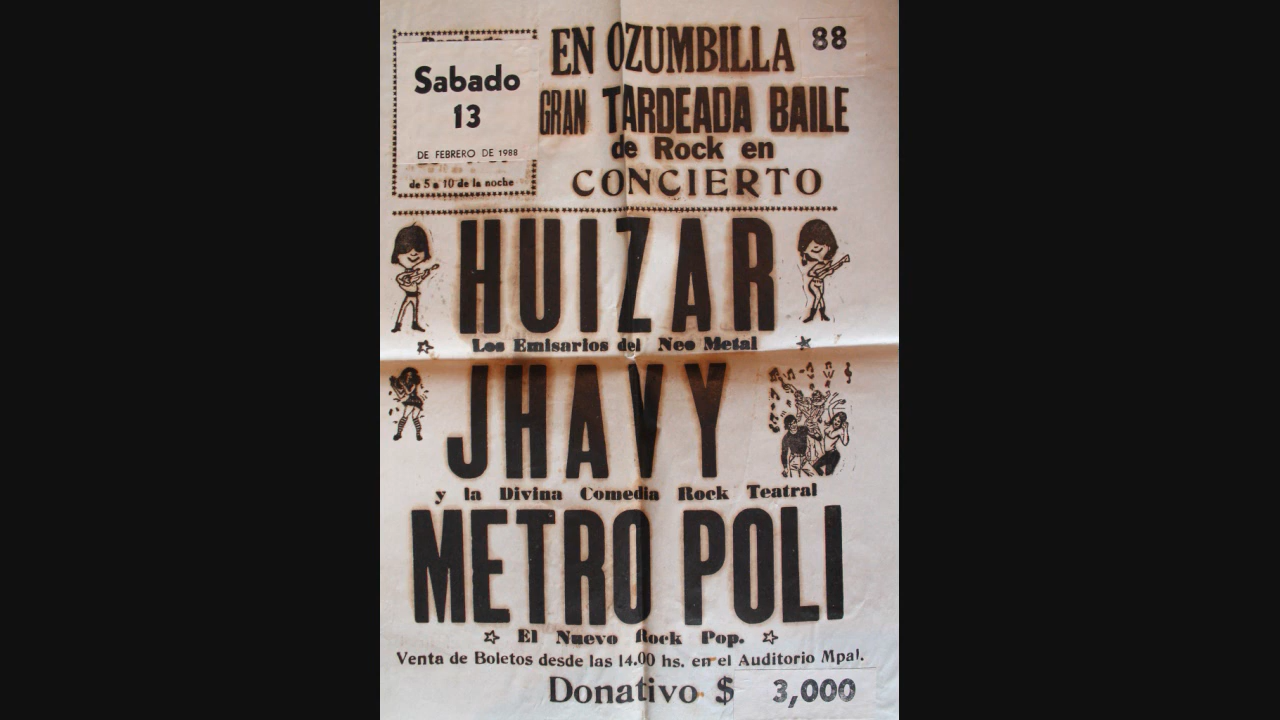 Domingo
Sabado
13
DE FEBRERO DE 1988
de 5 a 10 de la noche
EN OZUMBILLA
88
GRAN TARDEADA BAILE
de Rock en
CONCIERTO
HUIZAR
Los Emisarios del Neo Metal
JHAVY
y la Divina Comedia Rock Teatral
METRO POLI
El Nuevo Rock Pop.
Venta de Boletos desde las 14.00 hs. en el Auditorio Mpal.
Donativo $ 3,000